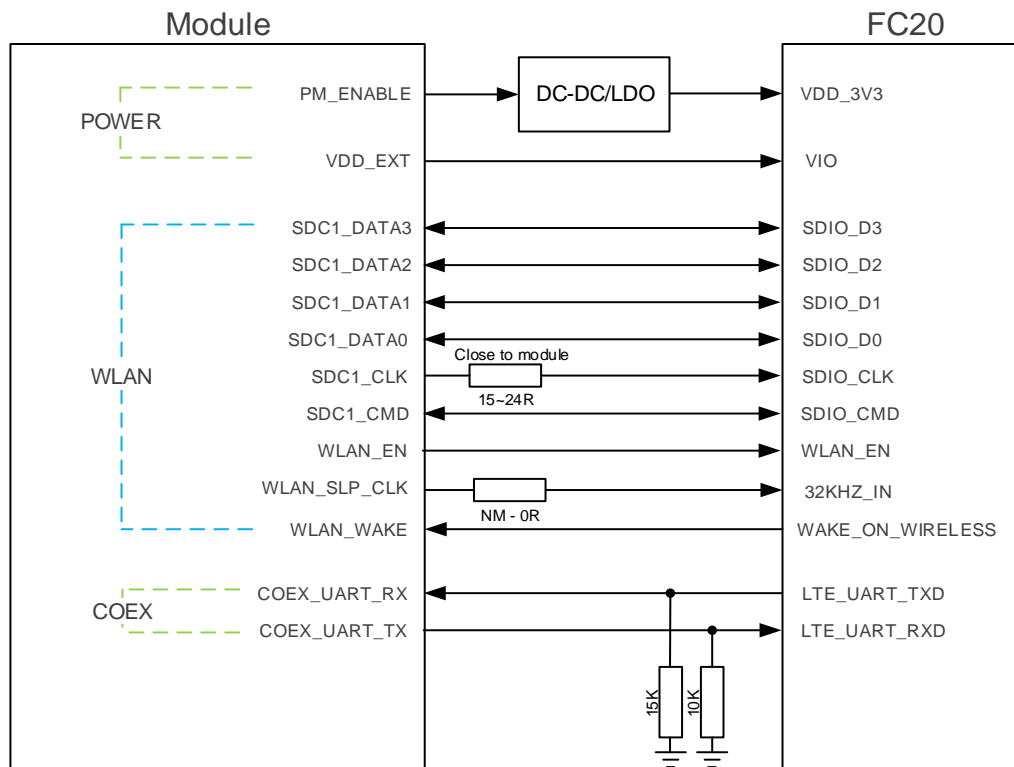 Module
FC20
PM_ENABLE
DC-DC/LDO
VDD_3V3
POWER
VDD_EXT
VIO
SDC1_DATA3
SDIO_D3
SDC1_DATA2
SDIO_D2
SDC1_DATA1
SDIO_D1
SDC1_DATA0
SDIO_D0
Close to module
WLAN
SDC1_CLK
SDIO_CLK
15~24R
SDC1_CMD
SDIO_CMD
WLAN_EN
WLAN_EN
WLAN_SLP_CLK
32KHZ_IN
NM - 0R
WLAN_WAKE
WAKE_ON_WIRELESS
COEX_UART_RX
LTE_UART_TXD
COEX
COEX_UART_TX
LTE_UART_RXD
15K
10K